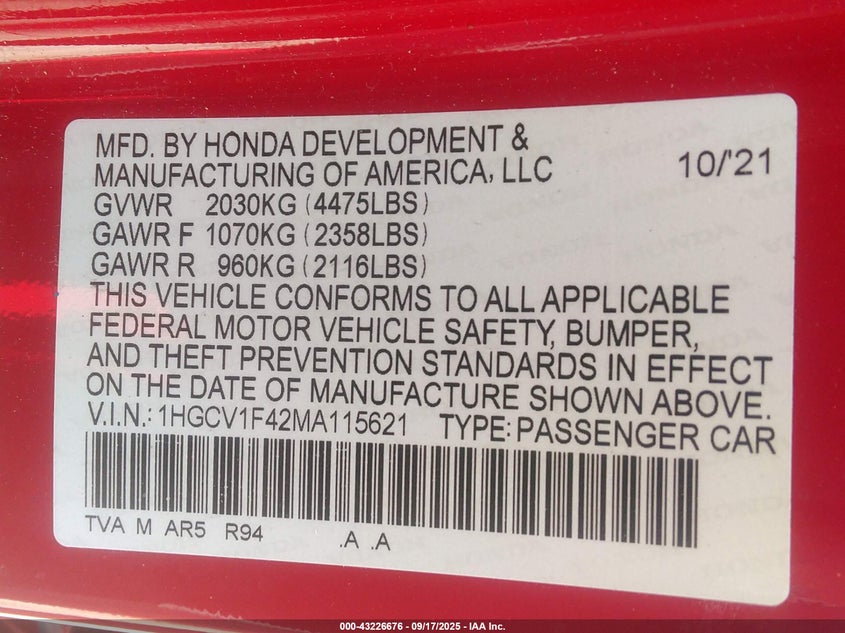 MFD. BY HONDA DEVELOPMENT &
MANUFACTURING OF AMERICA, LLC 10/'21
GVWR 2030KG (4475LBS)
GAWR F 1070KG (2358LBS)
GAWR R 960KG (2116LBS)
THIS VEHICLE CONFORMS TO ALL APPLICABLE
FEDERAL MOTOR VEHICLE SAFETY, BUMPER,
AND THEFT PREVENTION STANDARDS IN EFFECT
ON THE DATE OF MANUFACTURE SHOWN ABOVE.
V.I.N.: 1HGCV1F42MA115621 TYPE: PASSENGER CAR
TVA M AR5 R94 .A .A
000-43226676 - 09/17/2025 - IAA Inc.